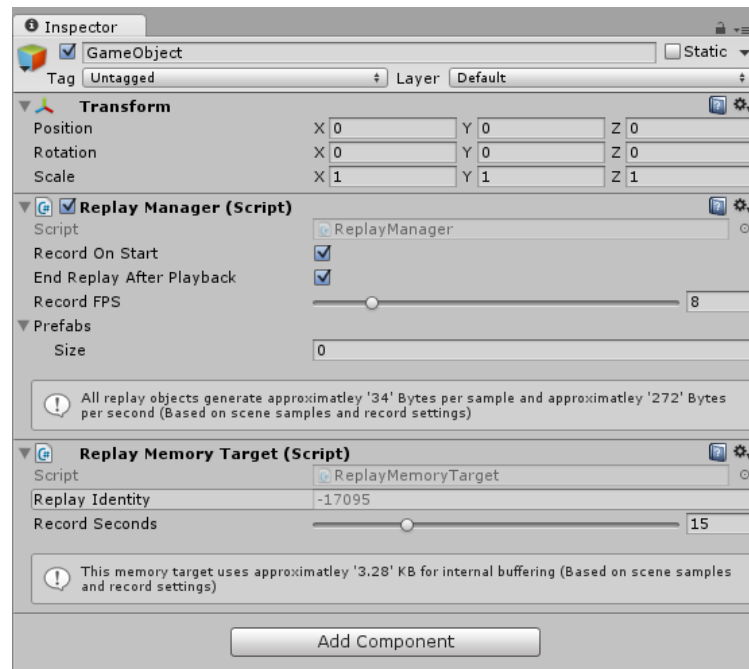 Inspector
GameObject Static
Tag Untagged Layer Default
Transform
Position X 0 Y 0 Z 0
Rotation X 0 Y 0 Z 0
Scale X 1 Y 1 Z 1
Replay Manager (Script)
Script ReplayManager
Record On Start
End Replay After Playback
Record FPS 8
Prefabs
Size 0
All replay objects generate approximatley '34' Bytes per sample and approximatley '272' Bytes
per second (Based on scene samples and record settings)
Replay Memory Target (Script)
Script ReplayMemoryTarget
Replay Identity -17095
Record Seconds 15
This memory target uses approximatley '3.28' KB for internal buffering (Based on scene samples
and record settings)
Add Component